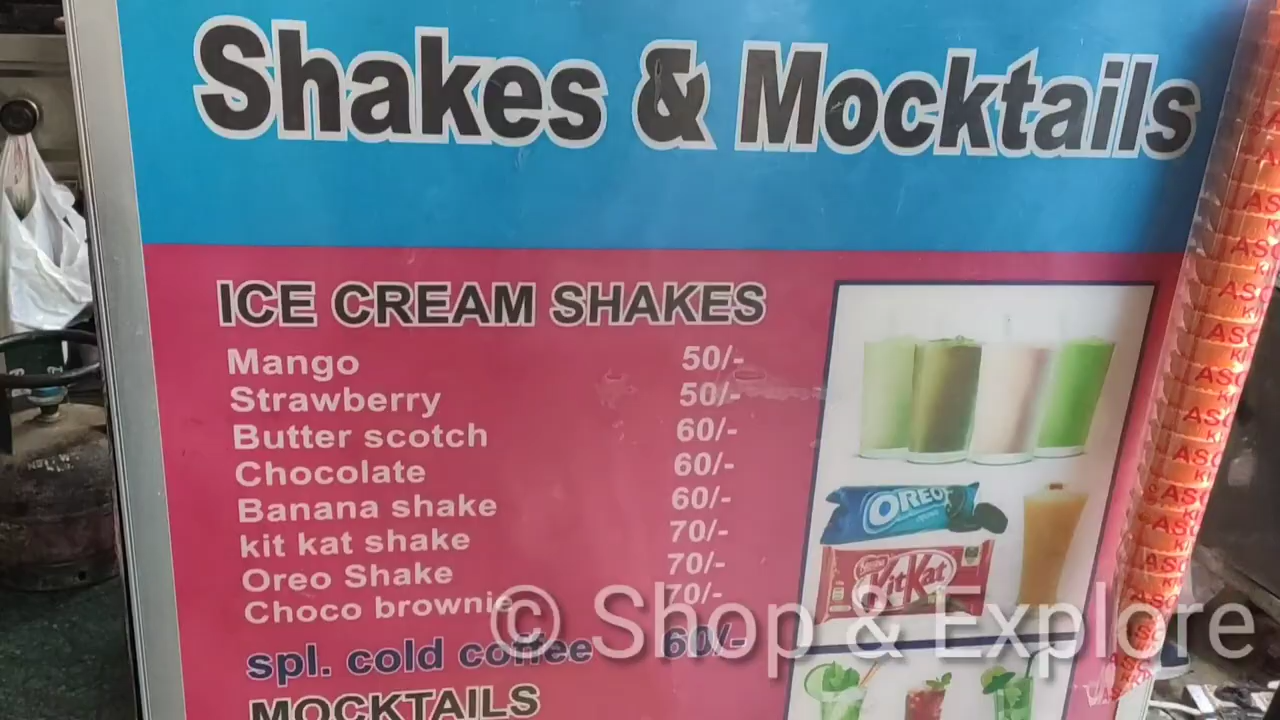 Shakes & Mocktails
ICE CREAM SHAKES
Mango 50/-
Strawberry 50/-
Butter scotch 60/-
Chocolate 60/-
Banana shake 60/-
kit kat shake 70/-
Oreo Shake 70/-
Choco brownie 70/-
spl. cold coffee 60/-
MOCKTAILS
OREO
Nestle
KitKat
© Shop & Explore